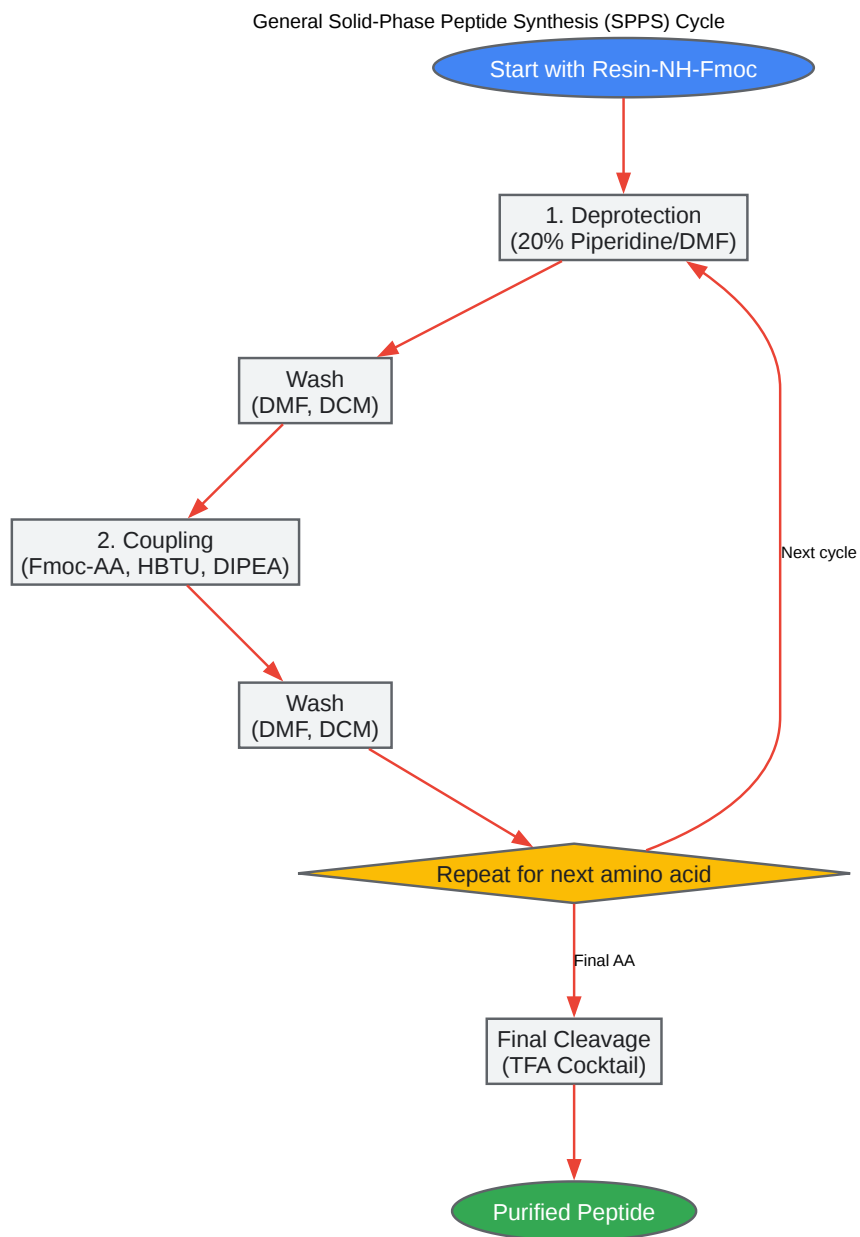 General Solid-Phase Peptide Synthesis (SPPS) Cycle
Start with Resin-NH-Fmoc
1. Deprotection
(20% Piperidine/DMF)
Wash
(DMF, DCM)
2. Coupling
(Fmoc-AA, HBTU, DIPEA)
Next cycle
Wash
(DMF, DCM)
Repeat for next amino acid
Final AA
Final Cleavage
(TFA Cocktail)
Purified Peptide